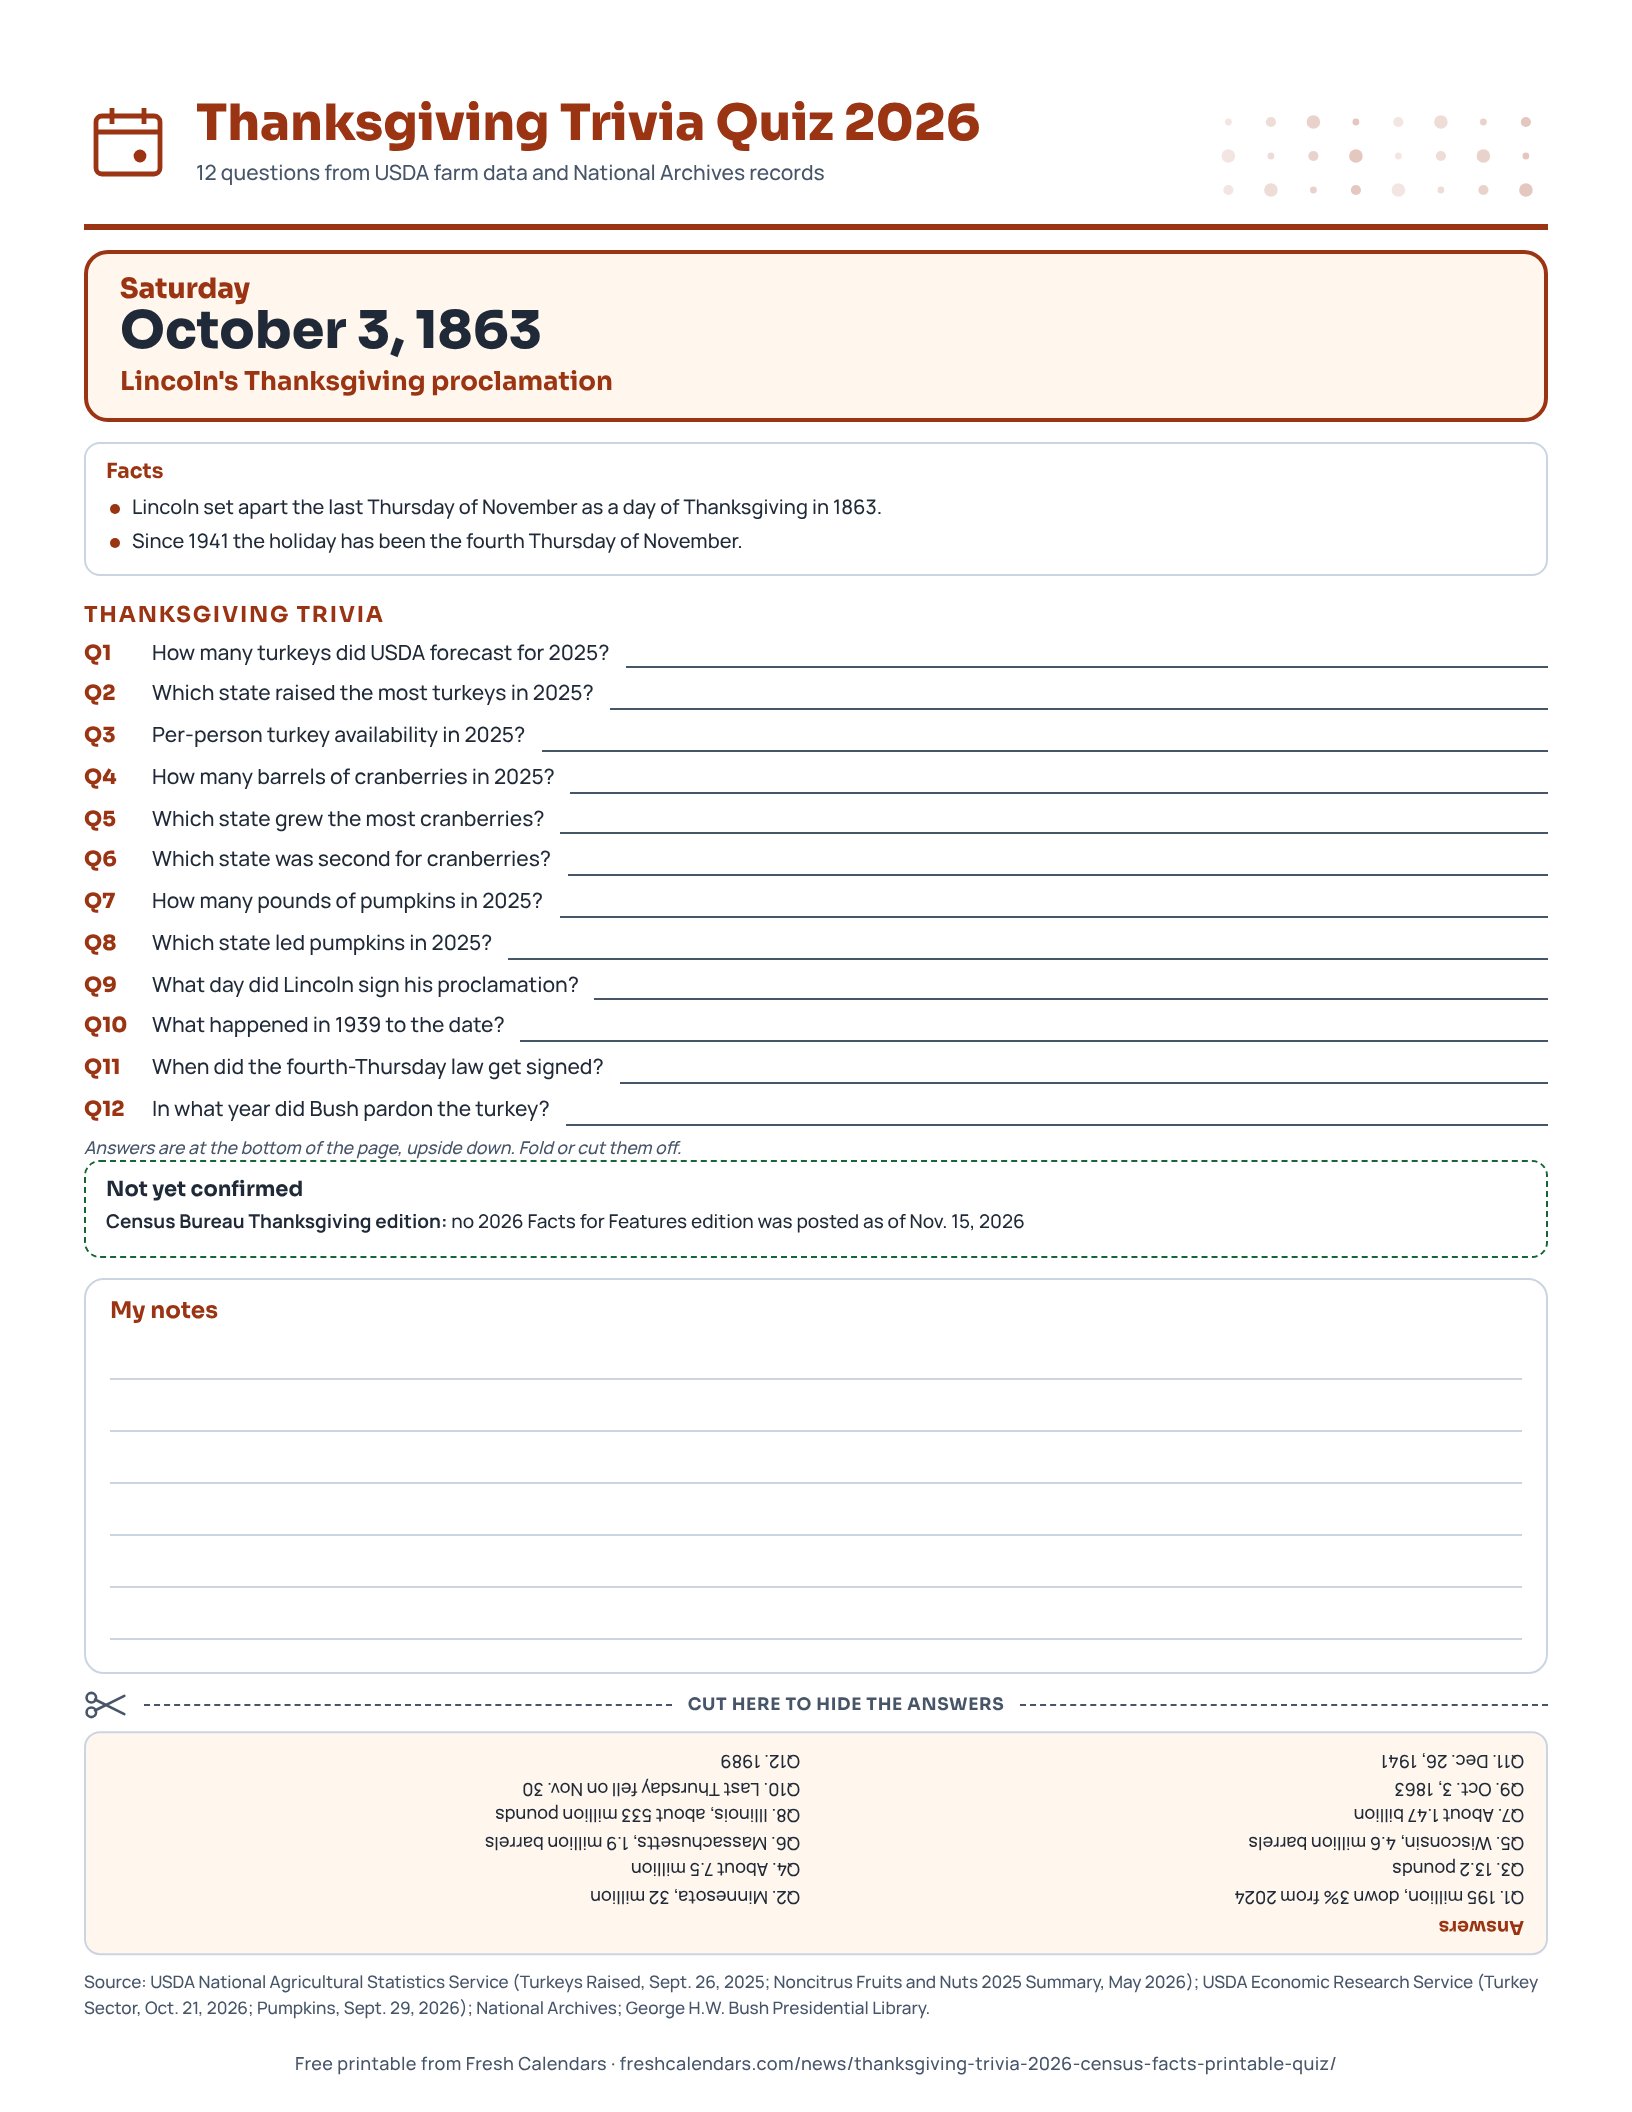 Thanksgiving Trivia Quiz 2026
12 questions from USDA farm data and National Archives records
Saturday
October 3, 1863
Lincoln's Thanksgiving proclamation
Facts
Lincoln set apart the last Thursday of November as a day of Thanksgiving in 1863.
Since 1941 the holiday has been the fourth Thursday of November.
THANKSGIVING TRIVIA
Q1 How many turkeys did USDA forecast for 2025?
Q2 Which state raised the most turkeys in 2025?
Q3 Per-person turkey availability in 2025?
Q4 How many barrels of cranberries in 2025?
Q5 Which state grew the most cranberries?
Q6 Which state was second for cranberries?
Q7 How many pounds of pumpkins in 2025?
Q8 Which state led pumpkins in 2025?
Q9 What day did Lincoln sign his proclamation?
Q10 What happened in 1939 to the date?
Q11 When did the fourth-Thursday law get signed?
Q12 In what year did Bush pardon the turkey?
Answers are at the bottom of the page, upside down. Fold or cut them off.
Not yet confirmed
Census Bureau Thanksgiving edition: no 2026 Facts for Features edition was posted as of Nov. 15, 2026
My notes
CUT HERE TO HIDE THE ANSWERS
Answers
Q1. 195 million, down 3% from 2024
Q2. Minnesota, 32 million
Q3. 13.2 pounds
Q4. About 7.5 million
Q5. Wisconsin, 4.6 million barrels
Q6. Massachusetts, 1.9 million barrels
Q7. About 1.47 billion
Q8. Illinois, about 533 million pounds
Q9. Oct. 3, 1863
Q10. Last Thursday fell on Nov. 30
Q11. Dec. 26, 1941
Q12. 1989
Source: USDA National Agricultural Statistics Service (Turkeys Raised, Sept. 26, 2025; Noncitrus Fruits and Nuts 2025 Summary, May 2026); USDA Economic Research Service (Turkey
Sector, Oct. 21, 2026; Pumpkins, Sept. 29, 2026); National Archives; George H.W. Bush Presidential Library.
Free printable from Fresh Calendars · freshcalendars.com/news/thanksgiving-trivia-2026-census-facts-printable-quiz/